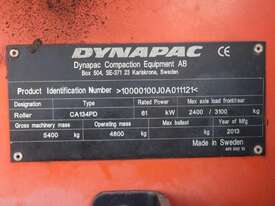 DYNAPAC
Dynapac Compaction Equipment AB
Box 504, SE-371 23 Karlskrona, Sweden
CE
Product Identification Number >10000100J0A011121<
Designation Type Rated Power Max axle load front/rear
Roller CA134PD 61 kW 2400 / 3100 kg
Gross machinery mass Operating mass Max ballast Year of Mfg
5400 kg 4800 kg kg 2013
Made in Sweden